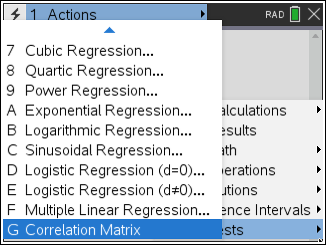 1 Actions
RAD
7 Cubic Regression...
8 Quartic Regression...
9 Power Regression...
A Exponential Regression...
B Logarithmic Regression...
C Sinusoidal Regression...
D Logistic Regression (d=0)...
E Logistic Regression (d≠0)...
F Multiple Linear Regression...
G Correlation Matrix
alculations
esults
ath
perations
utions
ence Intervals
ests